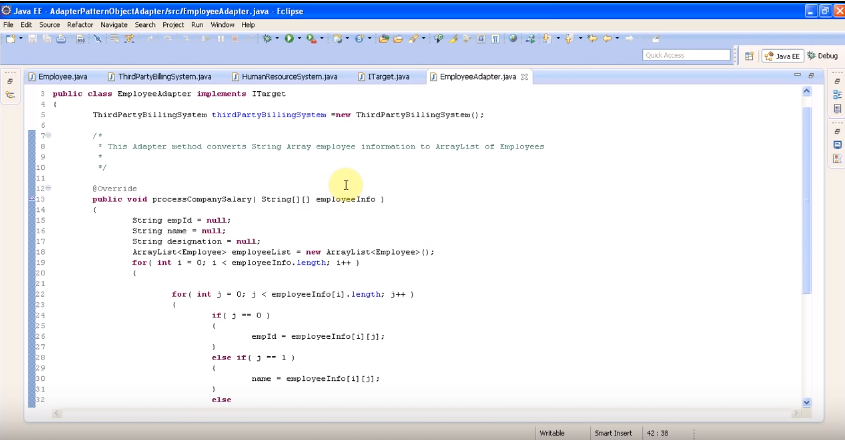 Java EE - AdapterPatternObjectAdapter/src/EmployeeAdapter.java - Eclipse
File Edit Source Refactor Navigate Search Project Run Window Help
Quick Access
Java EE
Debug
Employee.java ThirdPartyBillingSystem.java HumanResourceSystem.java ITarget.java EmployeeAdapter.java
3 public class EmployeeAdapter implements ITarget
4 {
5 ThirdPartyBillingSystem thirdPartyBillingSystem =new ThirdPartyBillingSystem();
6
7 /*
8 * This Adapter method converts String Array employee information to ArrayList of Employees
9 *
10 */
11
12 @Override
13 public void processCompanySalary( String[][] employeeInfo )
14 {
15 String empId = null;
16 String name = null;
17 String designation = null;
18 ArrayList<Employee> employeeList = new ArrayList<Employee>();
19 for( int i = 0; i < employeeInfo.length; i++ )
20 {
21
22 for( int j = 0; j < employeeInfo[i].length; j++ )
23 {
24 if( j == 0 )
25 {
26 empId = employeeInfo[i][j];
27 }
28 else if( j == 1 )
29 {
30 name = employeeInfo[i][j];
31 }
32 else
Writable Smart Insert 42 : 38